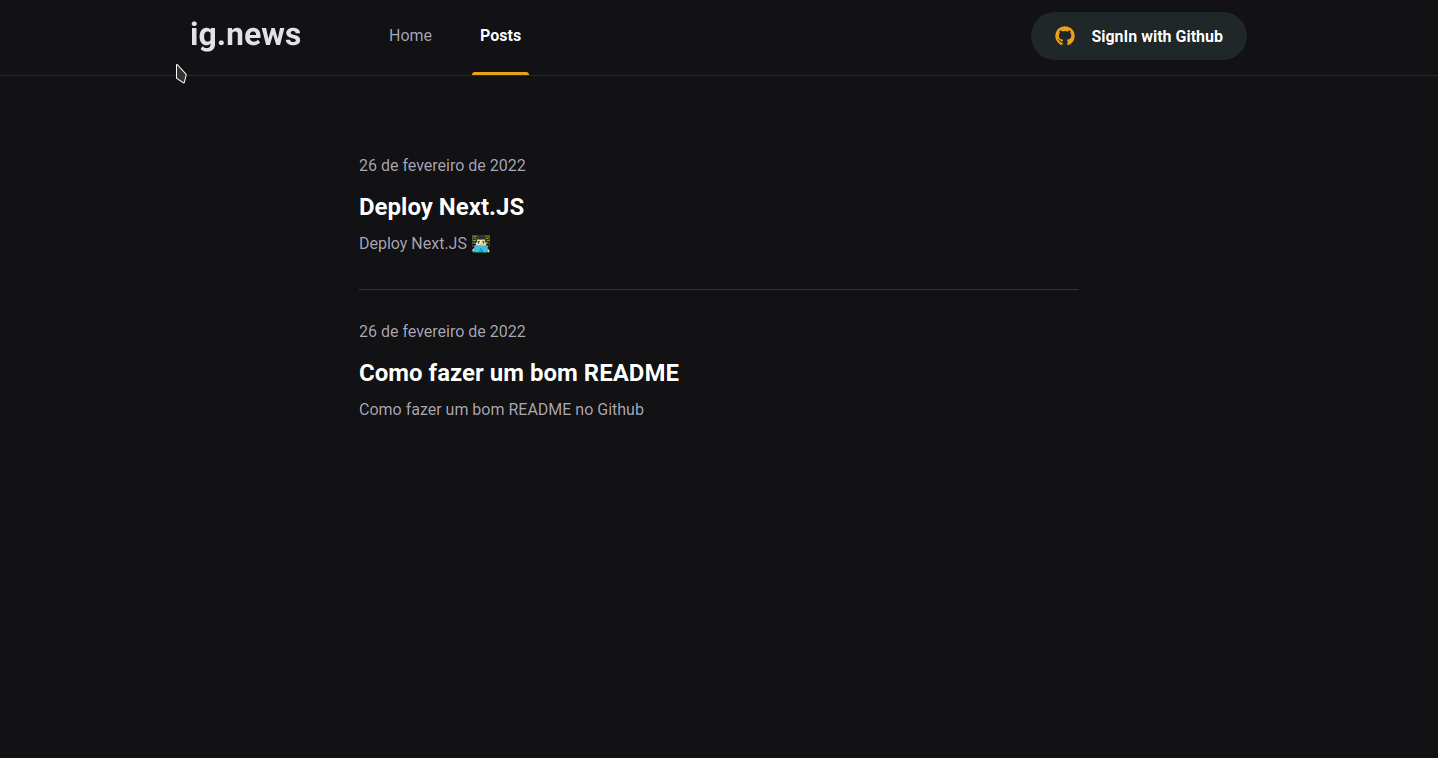 ig.news
Home
Posts
SignIn with Github
26 de fevereiro de 2022
Deploy Next.JS
Deploy Next.JS 👨🏻‍💻
26 de fevereiro de 2022
Como fazer um bom README
Como fazer um bom README no Github